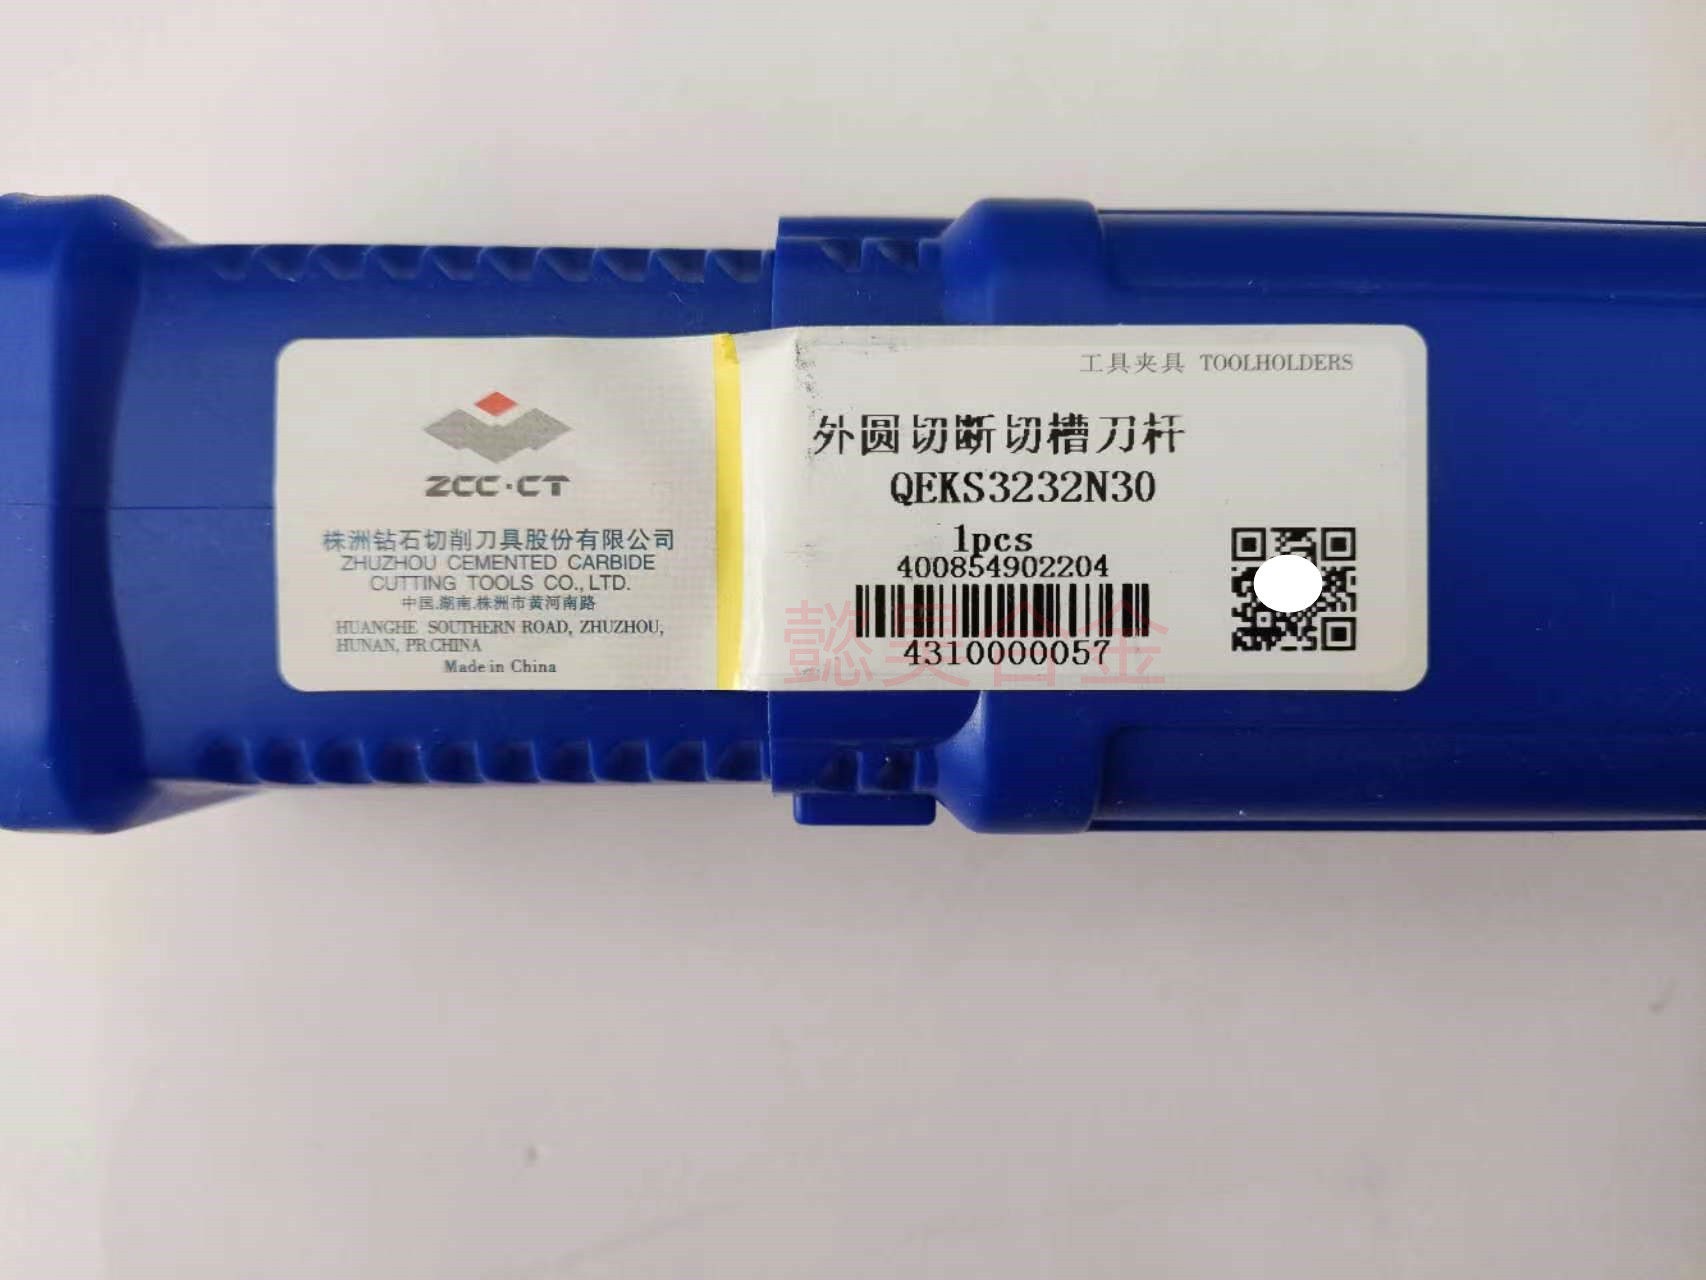 ZCC·CT
株洲钻石切削刀具股份有限公司
ZHUZHOU CEMENTED CARBIDE
CUTTING TOOLS CO., LTD.
中国.湖南.株洲市黄河南路
HUANGHE SOUTHERN ROAD, ZHUZHOU,
HUNAN, PR.CHINA
Made in China
工具夹具 TOOLHOLDERS
外圆切断切槽刀杆
QEKS3232N30
1pcs
400854902204
4310000057
懿昊合金